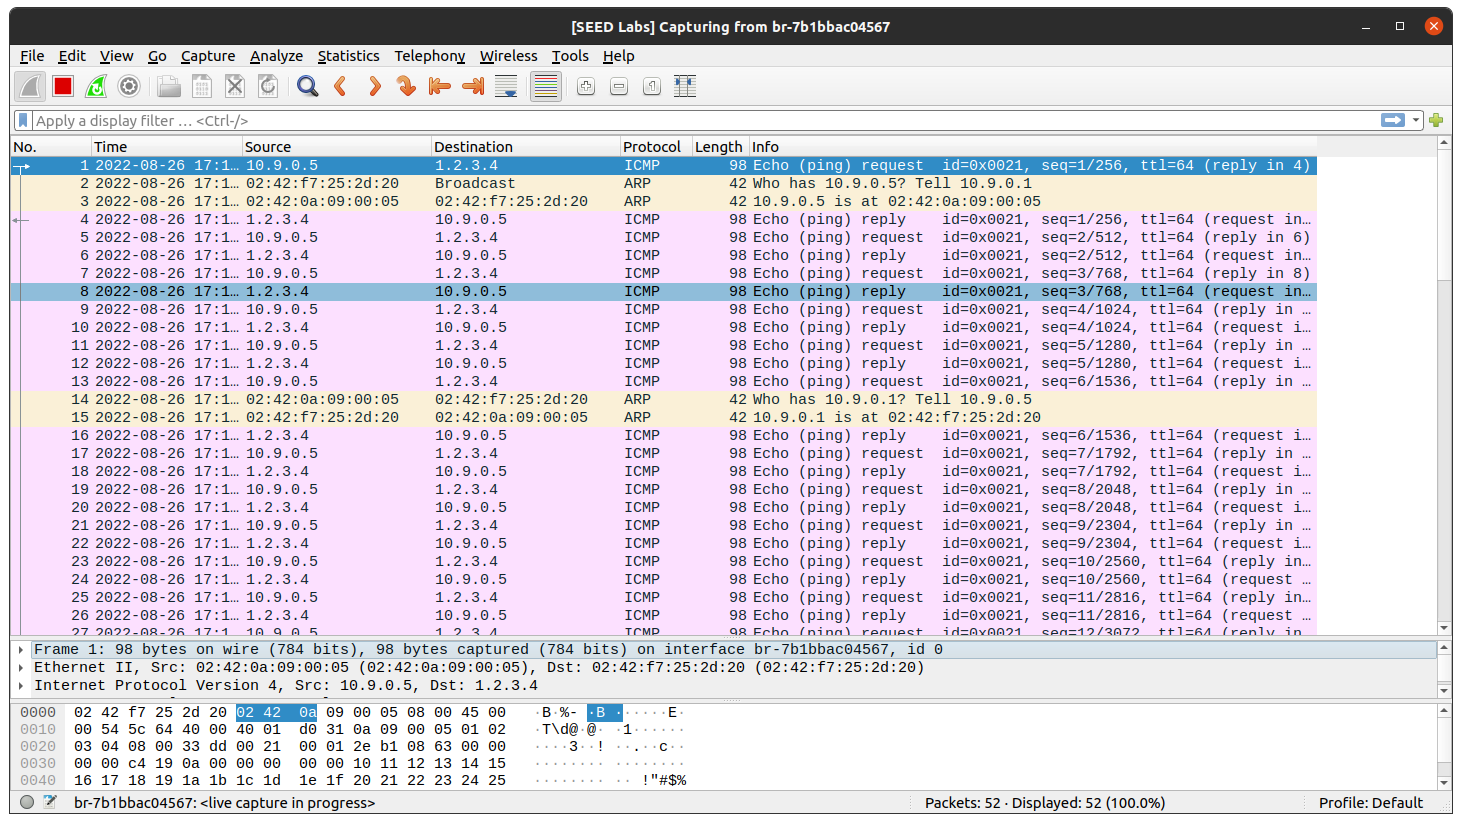 [SEED Labs] Capturing from br-7b1bbac04567
File Edit View Go Capture Analyze Statistics Telephony Wireless Tools Help
Apply a display filter … <Ctrl-/>
No. Time Source Destination Protocol Length Info
1 2022-08-26 17:1… 10.9.0.5 1.2.3.4 ICMP 98 Echo (ping) request id=0x0021, seq=1/256, ttl=64 (reply in 4)
2 2022-08-26 17:1… 02:42:f7:25:2d:20 Broadcast ARP 42 Who has 10.9.0.5? Tell 10.9.0.1
3 2022-08-26 17:1… 02:42:0a:09:00:05 02:42:f7:25:2d:20 ARP 42 10.9.0.5 is at 02:42:0a:09:00:05
4 2022-08-26 17:1… 1.2.3.4 10.9.0.5 ICMP 98 Echo (ping) reply id=0x0021, seq=1/256, ttl=64 (request in…
5 2022-08-26 17:1… 10.9.0.5 1.2.3.4 ICMP 98 Echo (ping) request id=0x0021, seq=2/512, ttl=64 (reply in 6)
6 2022-08-26 17:1… 1.2.3.4 10.9.0.5 ICMP 98 Echo (ping) reply id=0x0021, seq=2/512, ttl=64 (request in…
7 2022-08-26 17:1… 10.9.0.5 1.2.3.4 ICMP 98 Echo (ping) request id=0x0021, seq=3/768, ttl=64 (reply in 8)
8 2022-08-26 17:1… 1.2.3.4 10.9.0.5 ICMP 98 Echo (ping) reply id=0x0021, seq=3/768, ttl=64 (request in…
9 2022-08-26 17:1… 10.9.0.5 1.2.3.4 ICMP 98 Echo (ping) request id=0x0021, seq=4/1024, ttl=64 (reply in …
10 2022-08-26 17:1… 1.2.3.4 10.9.0.5 ICMP 98 Echo (ping) reply id=0x0021, seq=4/1024, ttl=64 (request i…
11 2022-08-26 17:1… 10.9.0.5 1.2.3.4 ICMP 98 Echo (ping) request id=0x0021, seq=5/1280, ttl=64 (reply in …
12 2022-08-26 17:1… 1.2.3.4 10.9.0.5 ICMP 98 Echo (ping) reply id=0x0021, seq=5/1280, ttl=64 (request i…
13 2022-08-26 17:1… 10.9.0.5 1.2.3.4 ICMP 98 Echo (ping) request id=0x0021, seq=6/1536, ttl=64 (reply in …
14 2022-08-26 17:1… 02:42:0a:09:00:05 02:42:f7:25:2d:20 ARP 42 Who has 10.9.0.1? Tell 10.9.0.5
15 2022-08-26 17:1… 02:42:f7:25:2d:20 02:42:0a:09:00:05 ARP 42 10.9.0.1 is at 02:42:f7:25:2d:20
16 2022-08-26 17:1… 1.2.3.4 10.9.0.5 ICMP 98 Echo (ping) reply id=0x0021, seq=6/1536, ttl=64 (request i…
17 2022-08-26 17:1… 10.9.0.5 1.2.3.4 ICMP 98 Echo (ping) request id=0x0021, seq=7/1792, ttl=64 (reply in …
18 2022-08-26 17:1… 1.2.3.4 10.9.0.5 ICMP 98 Echo (ping) reply id=0x0021, seq=7/1792, ttl=64 (request i…
19 2022-08-26 17:1… 10.9.0.5 1.2.3.4 ICMP 98 Echo (ping) request id=0x0021, seq=8/2048, ttl=64 (reply in …
20 2022-08-26 17:1… 1.2.3.4 10.9.0.5 ICMP 98 Echo (ping) reply id=0x0021, seq=8/2048, ttl=64 (request i…
21 2022-08-26 17:1… 10.9.0.5 1.2.3.4 ICMP 98 Echo (ping) request id=0x0021, seq=9/2304, ttl=64 (reply in …
22 2022-08-26 17:1… 1.2.3.4 10.9.0.5 ICMP 98 Echo (ping) reply id=0x0021, seq=9/2304, ttl=64 (request i…
23 2022-08-26 17:1… 10.9.0.5 1.2.3.4 ICMP 98 Echo (ping) request id=0x0021, seq=10/2560, ttl=64 (reply in…
24 2022-08-26 17:1… 1.2.3.4 10.9.0.5 ICMP 98 Echo (ping) reply id=0x0021, seq=10/2560, ttl=64 (request …
25 2022-08-26 17:1… 10.9.0.5 1.2.3.4 ICMP 98 Echo (ping) request id=0x0021, seq=11/2816, ttl=64 (reply in…
26 2022-08-26 17:1… 1.2.3.4 10.9.0.5 ICMP 98 Echo (ping) reply id=0x0021, seq=11/2816, ttl=64 (request …
27 2022-08-26 17:1… 10.9.0.5 1.2.3.4 ICMP 98 Echo (ping) request id=0x0021, seq=12/3072, ttl=64 (reply in…
Frame 1: 98 bytes on wire (784 bits), 98 bytes captured (784 bits) on interface br-7b1bbac04567, id 0
Ethernet II, Src: 02:42:0a:09:00:05 (02:42:0a:09:00:05), Dst: 02:42:f7:25:2d:20 (02:42:f7:25:2d:20)
Internet Protocol Version 4, Src: 10.9.0.5, Dst: 1.2.3.4
0000 02 42 f7 25 2d 20 02 42 0a 09 00 05 08 00 45 00 ·B·%- ·B ······E·
0010 00 54 5c 64 40 00 40 01 d0 31 0a 09 00 05 01 02 ·T\d@·@· ·1······
0020 03 04 08 00 33 dd 00 21 00 01 2e b1 08 63 00 00 ····3··! ··.··c··
0030 00 00 c4 19 0a 00 00 00 00 00 10 11 12 13 14 15 ········ ········
0040 16 17 18 19 1a 1b 1c 1d 1e 1f 20 21 22 23 24 25 ········ ·· !"#$%
br-7b1bbac04567: <live capture in progress> Packets: 52 · Displayed: 52 (100.0%) Profile: Default